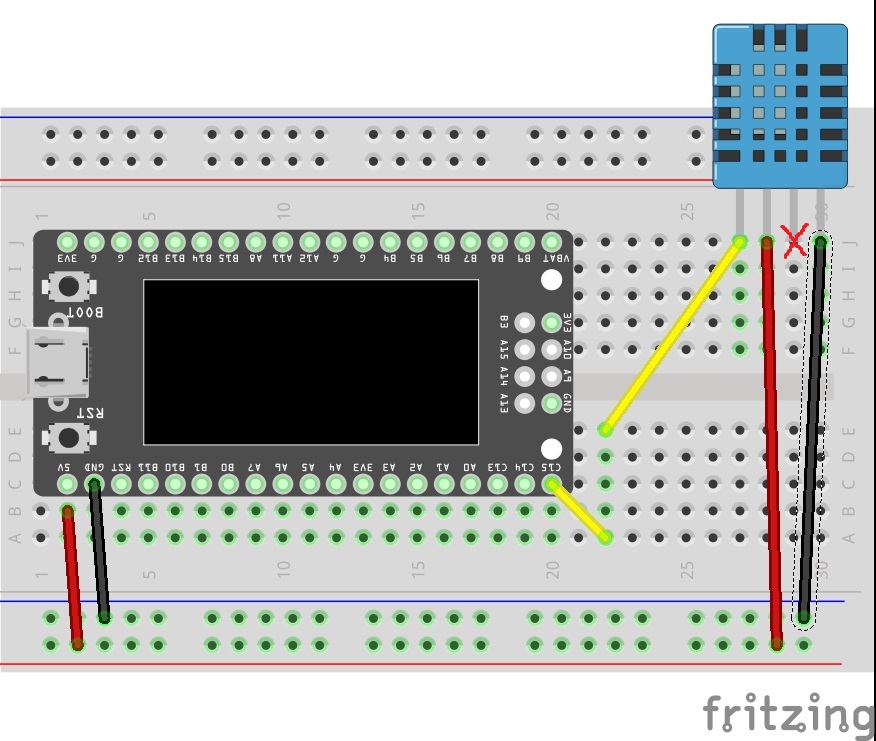 1 5 10 15 20 25 30
J J
3V3 G G B12 B13 B14 B15 A8 A11 A12 G G B4 B5 B6 B7 B8 B9 VBAT
I I
H H
BOOT
G B3 3V3 G
F A15 A10 F
A14 A9
A13 GND
RST
E E
D D
5V GND RST B11 B10 B1 B0 A7 A6 A5 A4 3V3 A3 A2 A1 A0 C13 C14 C15
C C
B B
A A
1 5 10 15 20 25 30
fritzing